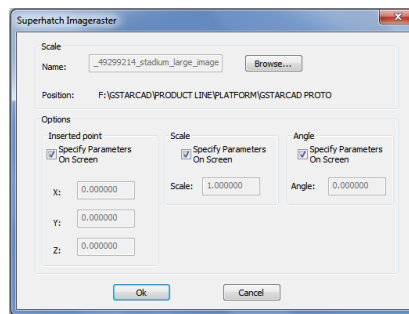 Superhatch Imageraster
Scale
Name: _49299214_stadium_large_image Browse...
Position: F:\GSTARCAD\PRODUCT LINE\PLATFORM\GSTARCAD PROTO
Options
Inserted point Scale Angle
Specify Parameters On Screen Specify Parameters On Screen Specify Parameters On Screen
X: 0.000000 Scale: 1.000000 Angle: 0.000000
Y: 0.000000
Z: 0.000000
Ok Cancel